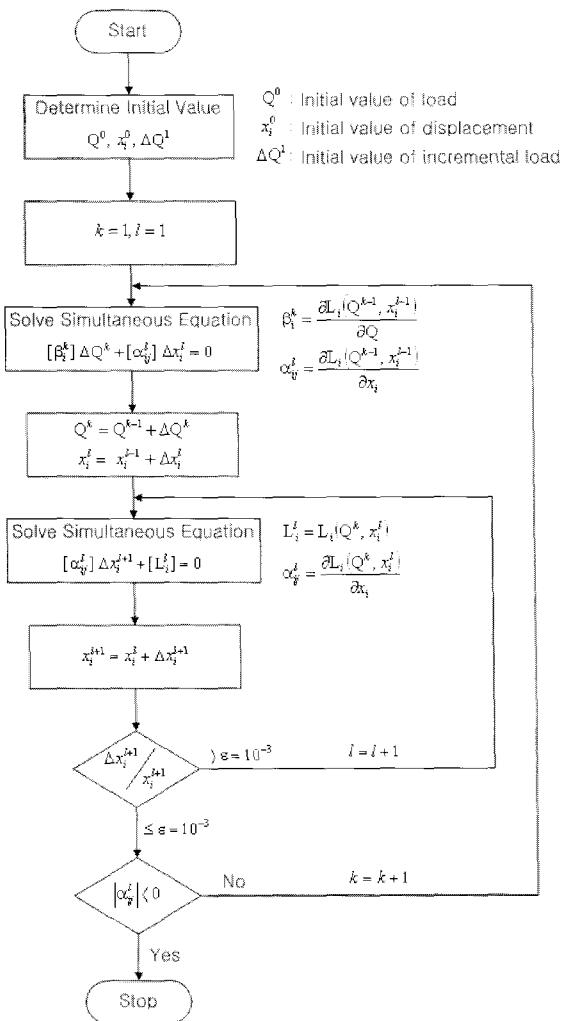 Start
Determine Initial Value
Q⁰, xᵢ⁰, ΔQ¹
Q⁰ : Initial value of load
xᵢ⁰ : Initial value of displacement
ΔQ¹ : Initial value of incremental load
k = 1, l = 1
Solve Simultaneous Equation
[βᵢᵏ] ΔQᵏ + [αᵢⱼˡ] Δxᵢˡ = 0
βᵢᵏ = ∂Lᵢ(Qᵏ⁻¹, xᵢˡ⁻¹) / ∂Q
αᵢⱼˡ = ∂Lᵢ(Qᵏ⁻¹, xᵢˡ⁻¹) / ∂xᵢ
Qᵏ = Qᵏ⁻¹ + ΔQᵏ
xᵢˡ = xᵢˡ⁻¹ + Δxᵢˡ
Solve Simultaneous Equation
[αᵢⱼˡ] Δxᵢˡ⁺¹ + [Lᵢˡ] = 0
Lᵢˡ = Lᵢ(Qᵏ, xᵢˡ)
αᵢⱼˡ = ∂Lᵢ(Qᵏ, xᵢˡ) / ∂xᵢ
xᵢˡ⁺¹ = xᵢˡ + Δxᵢˡ⁺¹
Δxᵢˡ⁺¹ / xᵢˡ⁺¹
⟩ ε = 10⁻³
l = l + 1
≤ ε = 10⁻³
|αᵢⱼˡ| ⟨ 0
No
k = k + 1
Yes
Stop